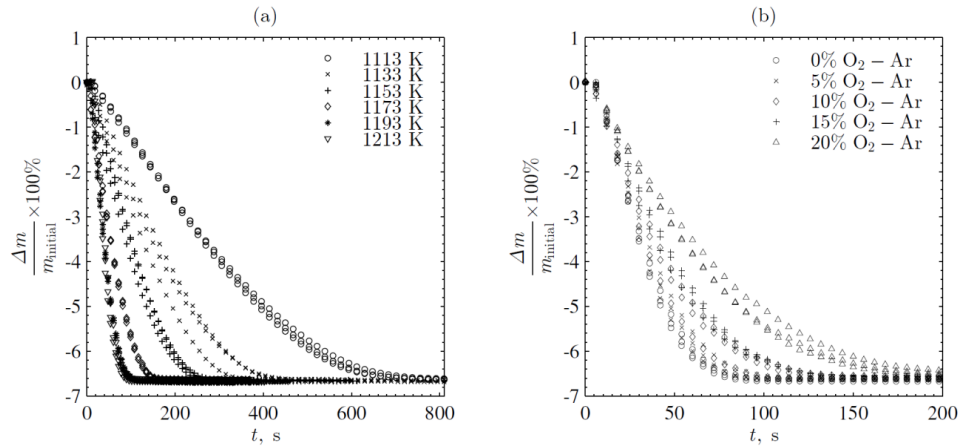 (a)
1
0
-1
-2
-3
-4
-5
-6
-7
0
200
400
600
800
t, s
Δm
m_initial
×100%
1113 K
1133 K
1153 K
1173 K
1193 K
1213 K
(b)
1
0
-1
-2
-3
-4
-5
-6
-7
0
50
100
150
200
t, s
Δm
m_initial
×100%
0% O₂ – Ar
5% O₂ – Ar
10% O₂ – Ar
15% O₂ – Ar
20% O₂ – Ar